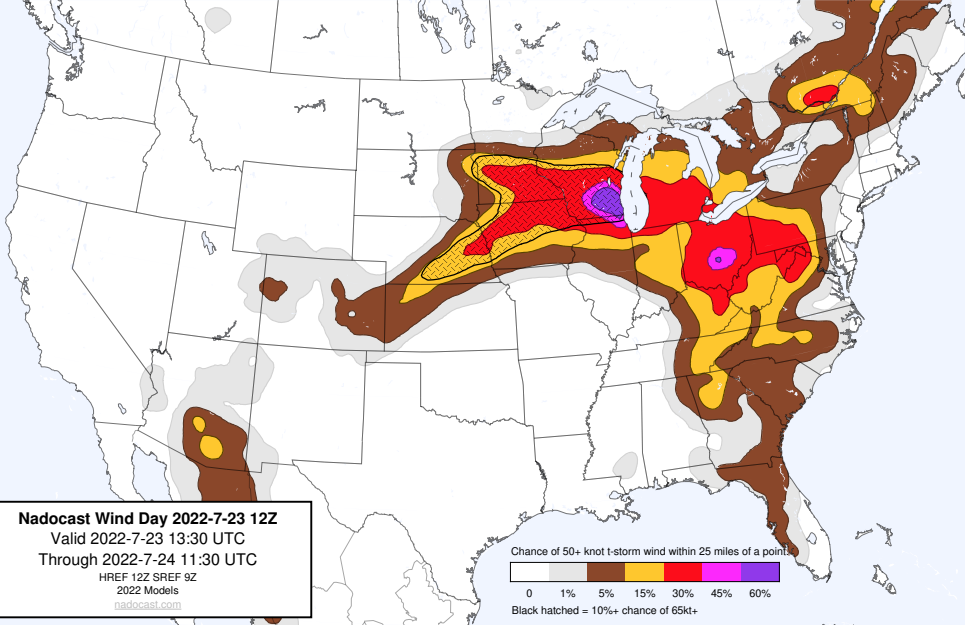 Nadocast Wind Day 2022-7-23 12Z
Valid 2022-7-23 13:30 UTC
Through 2022-7-24 11:30 UTC
HREF 12Z SREF 9Z
2022 Models
nadocast.com
Chance of 50+ knot t-storm wind within 25 miles of a point.
0 1% 5% 15% 30% 45% 60%
Black hatched = 10%+ chance of 65kt+